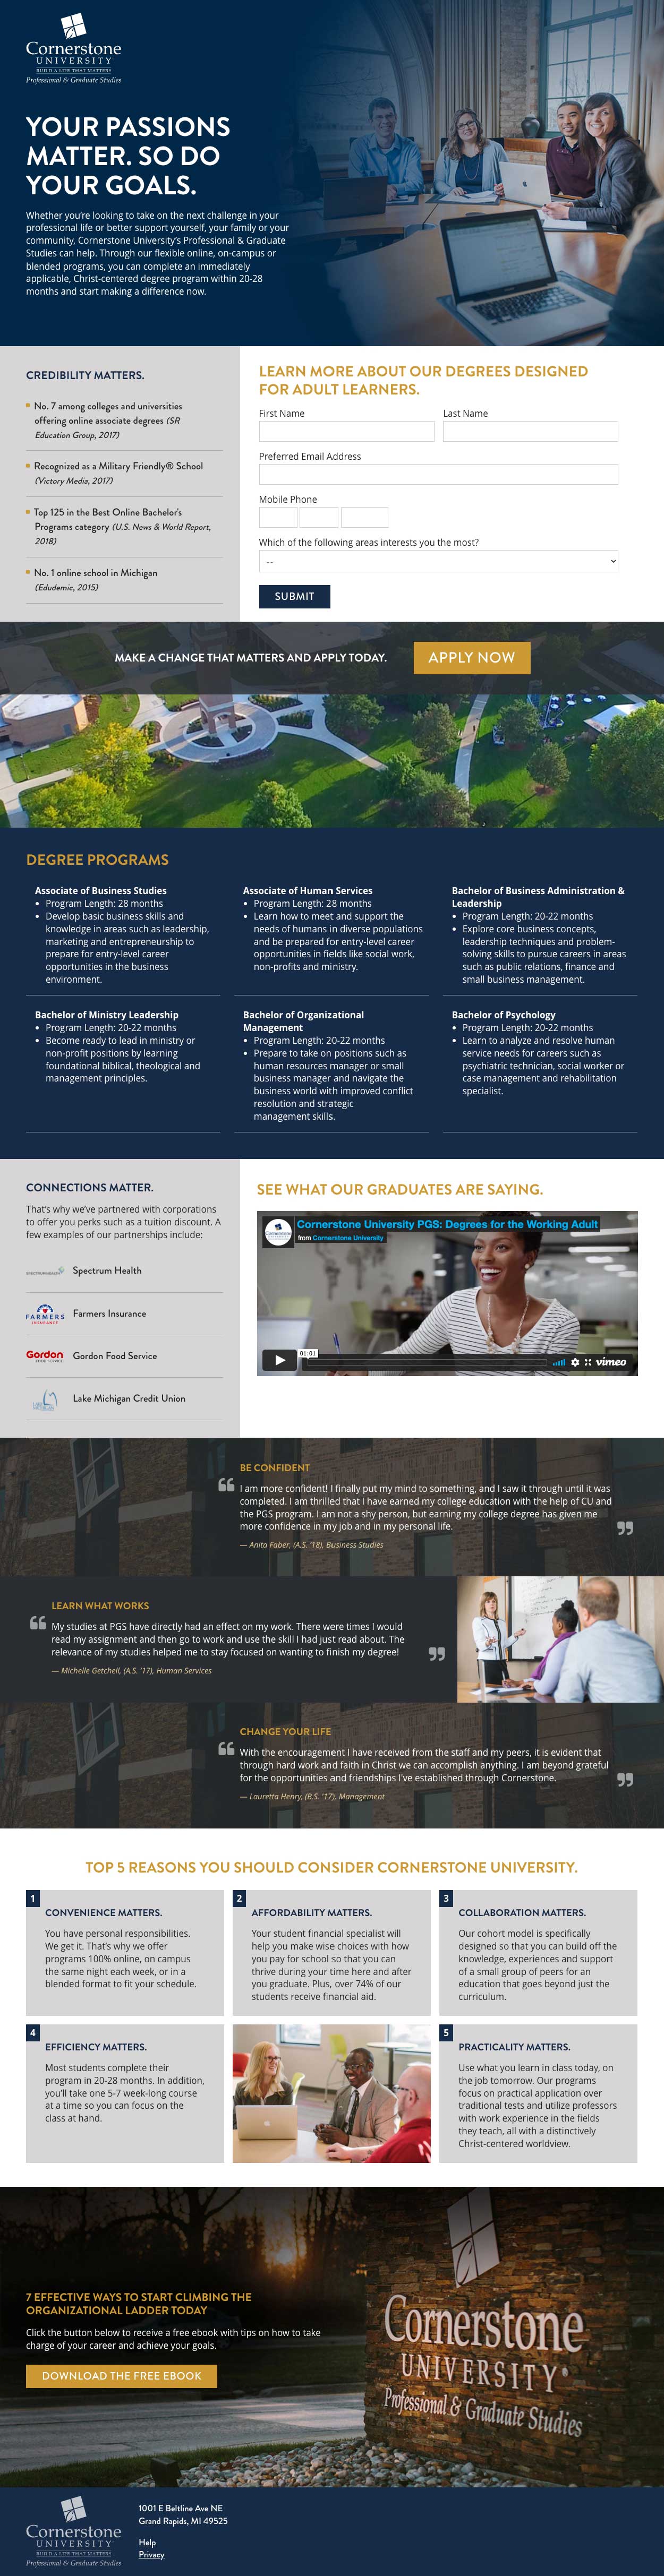 Cornerstone
UNIVERSITY
BUILD A LIFE THAT MATTERS
Professional & Graduate Studies
YOUR PASSIONS
MATTER. SO DO
YOUR GOALS.
Whether you're looking to take on the next challenge in your
professional life or better support yourself, your family or your
community, Cornerstone University's Professional & Graduate
Studies can help. Through our flexible online, on-campus or
blended programs, you can complete an immediately
applicable, Christ-centered degree program within 20-28
months and start making a difference now.
CREDIBILITY MATTERS.
No. 7 among colleges and universities
offering online associate degrees (SR
Education Group, 2017)
Recognized as a Military Friendly® School
(Victory Media, 2017)
Top 125 in the Best Online Bachelor's
Programs category (U.S. News & World Report,
2018)
No. 1 online school in Michigan
(Edudemic, 2015)
LEARN MORE ABOUT OUR DEGREES DESIGNED
FOR ADULT LEARNERS.
First Name
Last Name
Preferred Email Address
Mobile Phone
Which of the following areas interests you the most?
--
SUBMIT
MAKE A CHANGE THAT MATTERS AND APPLY TODAY.
APPLY NOW
DEGREE PROGRAMS
Associate of Business Studies
• Program Length: 28 months
• Develop basic business skills and
knowledge in areas such as leadership,
marketing and entrepreneurship to
prepare for entry-level career
opportunities in the business
environment.
Associate of Human Services
• Program Length: 28 months
• Learn how to meet and support the
needs of humans in diverse populations
and be prepared for entry-level career
opportunities in fields like social work,
non-profits and ministry.
Bachelor of Business Administration &
Leadership
• Program Length: 20-22 months
• Explore core business concepts,
leadership techniques and problem-
solving skills to pursue careers in areas
such as public relations, finance and
small business management.
Bachelor of Ministry Leadership
• Program Length: 20-22 months
• Become ready to lead in ministry or
non-profit positions by learning
foundational biblical, theological and
management principles.
Bachelor of Organizational
Management
• Program Length: 20-22 months
• Prepare to take on positions such as
human resources manager or small
business manager and navigate the
business world with improved conflict
resolution and strategic
management skills.
Bachelor of Psychology
• Program Length: 20-22 months
• Learn to analyze and resolve human
service needs for careers such as
psychiatric technician, social worker or
case management and rehabilitation
specialist.
CONNECTIONS MATTER.
That's why we've partnered with corporations
to offer you perks such as a tuition discount. A
few examples of our partnerships include:
SPECTRUM HEALTH
Spectrum Health
FARMERS
INSURANCE
Farmers Insurance
Gordon
FOOD SERVICE
Gordon Food Service
Lake Michigan Credit Union
SEE WHAT OUR GRADUATES ARE SAYING.
Cornerstone University PGS: Degrees for the Working Adult
from Cornerstone University
01:01
vimeo
BE CONFIDENT
“ I am more confident! I finally put my mind to something, and I saw it through until it was
completed. I am thrilled that I have earned my college education with the help of CU and
the PGS program. I am not a shy person, but earning my college degree has given me
more confidence in my job and in my personal life. ”
— Anita Faber, (A.S. '18), Business Studies
LEARN WHAT WORKS
“ My studies at PGS have directly had an effect on my work. There were times I would
read my assignment and then go to work and use the skill I had just read about. The
relevance of my studies helped me to stay focused on wanting to finish my degree! ”
— Michelle Getchell, (A.S. '17), Human Services
CHANGE YOUR LIFE
“ With the encouragement I have received from the staff and my peers, it is evident that
through hard work and faith in Christ we can accomplish anything. I am beyond grateful
for the opportunities and friendships I've established through Cornerstone. ”
— Lauretta Henry, (B.S. '17), Management
TOP 5 REASONS YOU SHOULD CONSIDER CORNERSTONE UNIVERSITY.
1
CONVENIENCE MATTERS.
You have personal responsibilities.
We get it. That's why we offer
programs 100% online, on campus
the same night each week, or in a
blended format to fit your schedule.
2
AFFORDABILITY MATTERS.
Your student financial specialist will
help you make wise choices with how
you pay for school so that you can
thrive during your time here and after
you graduate. Plus, over 74% of our
students receive financial aid.
3
COLLABORATION MATTERS.
Our cohort model is specifically
designed so that you can build off the
knowledge, experiences and support
of a small group of peers for an
education that goes beyond just the
curriculum.
4
EFFICIENCY MATTERS.
Most students complete their
program in 20-28 months. In addition,
you'll take one 5-7 week-long course
at a time so you can focus on the
class at hand.
5
PRACTICALITY MATTERS.
Use what you learn in class today, on
the job tomorrow. Our programs
focus on practical application over
traditional tests and utilize professors
with work experience in the fields
they teach, all with a distinctively
Christ-centered worldview.
7 EFFECTIVE WAYS TO START CLIMBING THE
ORGANIZATIONAL LADDER TODAY
Click the button below to receive a free ebook with tips on how to take
charge of your career and achieve your goals.
DOWNLOAD THE FREE EBOOK
Cornerstone
UNIVERSITY®
Professional & Graduate Studies
Cornerstone
UNIVERSITY
BUILD A LIFE THAT MATTERS
Professional & Graduate Studies
1001 E Beltline Ave NE
Grand Rapids, MI 49525
Help
Privacy